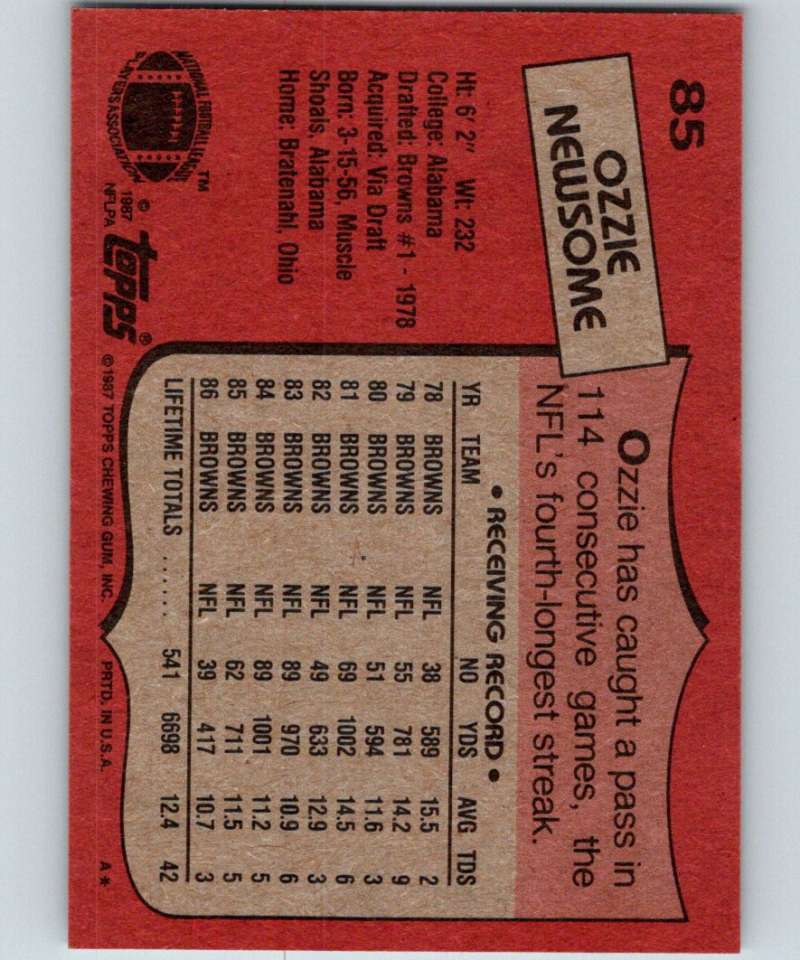 85
OZZIE
NEWSOME
Ht: 6' 2" Wt: 232
College: Alabama
Drafted: Browns #1 - 1978
Acquired: Via Draft
Born: 3-15-56, Muscle
Shoals, Alabama
Home: Bratenahl, Ohio
NATIONAL FOOTBALL LEAGUE
PLAYERS ASSOCIATION
™
© 1987
NFLPA
topps®
Ozzie has caught a pass in
114 consecutive games, the
NFL's fourth-longest streak.
• RECEIVING RECORD •
YR TEAM NO YDS AVG TDS
78 BROWNS NFL 38 589 15.5 2
79 BROWNS NFL 55 781 14.2 9
80 BROWNS NFL 51 594 11.6 3
81 BROWNS NFL 69 1002 14.5 6
82 BROWNS NFL 49 633 12.9 3
83 BROWNS NFL 89 970 10.9 6
84 BROWNS NFL 89 1001 11.2 5
85 BROWNS NFL 62 711 11.5 5
86 BROWNS NFL 39 417 10.7 3
LIFETIME TOTALS ...... 541 6698 12.4 42
© 1987 TOPPS CHEWING GUM, INC. PRTD. IN U.S.A. A*